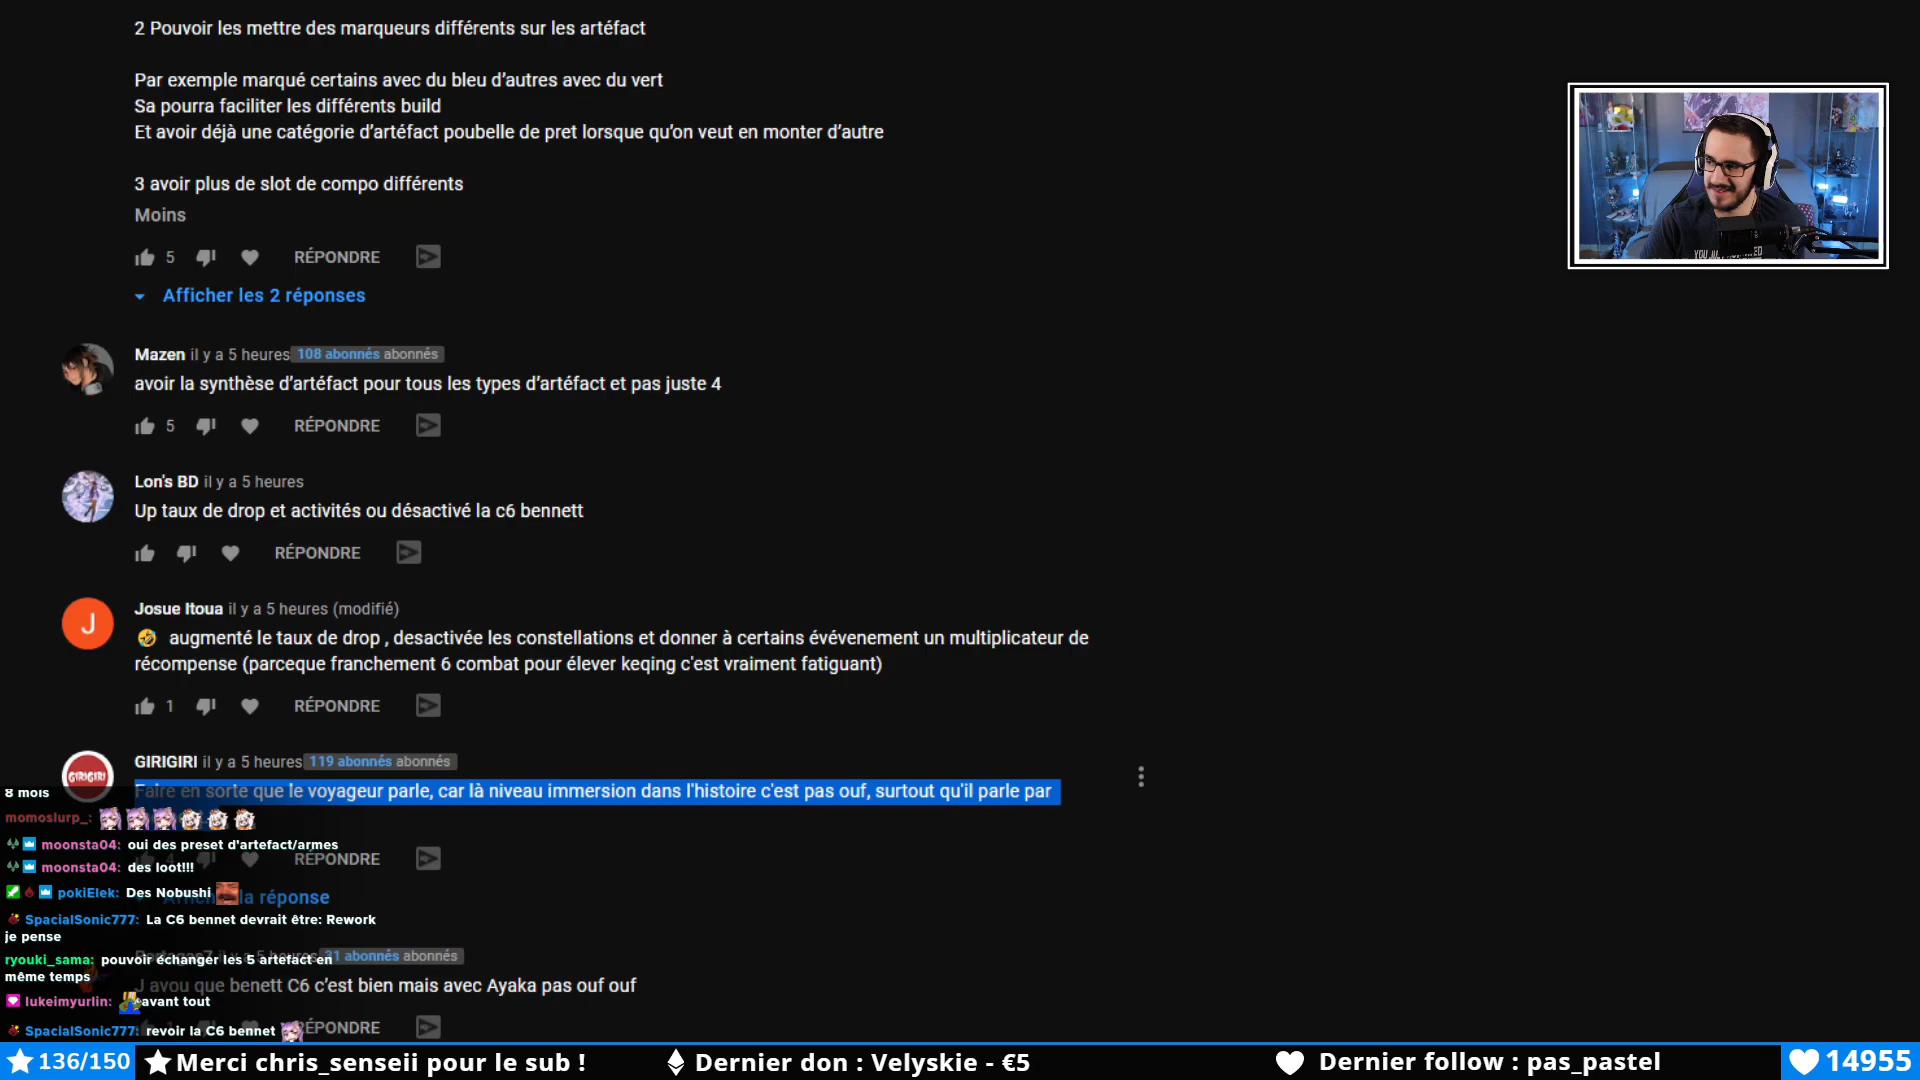 2 Pouvoir les mettre des marqueurs différents sur les artéfact
Par exemple marqué certains avec du bleu d’autres avec du vert
Sa pourra faciliter les différents build
Et avoir déjà une catégorie d’artéfact poubelle de pret lorsque qu’on veut en monter d’autre
3 avoir plus de slot de compo différents
Moins
5 RÉPONDRE
Afficher les 2 réponses
Mazen il y a 5 heures 108 abonnés abonnés
avoir la synthèse d’artéfact pour tous les types d’artéfact et pas juste 4
5 RÉPONDRE
Lon's BD il y a 5 heures
Up taux de drop et activités ou désactivé la c6 bennett
RÉPONDRE
J
Josue Itoua il y a 5 heures (modifié)
🤣 augmenté le taux de drop , desactivée les constellations et donner à certains évévenement un multiplicateur de
récompense (parceque franchement 6 combat pour élever keqing c'est vraiment fatiguant)
1 RÉPONDRE
GIRIGIRI
GIRIGIRI il y a 5 heures 119 abonnés abonnés
Faire en sorte que le voyageur parle, car là niveau immersion dans l'histoire c'est pas ouf, surtout qu'il parle par
4 RÉPONDRE
la réponse
il y a 5 heures 31 abonnés abonnés
J avou que benett C6 c’est bien mais avec Ayaka pas ouf ouf
RÉPONDRE
8 mois
momoslurp_:
moonsta04: oui des preset d'artefact/armes
moonsta04: des loot!!!
pokiElek: Des Nobushi
SpacialSonic777: La C6 bennet devrait être: Rework
je pense
ryouki_sama: pouvoir échanger les 5 artefact en
même temps
lukeimyurlin: avant tout
SpacialSonic777: revoir la C6 bennet
136/150 Merci chris_senseii pour le sub ! Dernier don : Velyskie - €5 Dernier follow : pas_pastel 14955